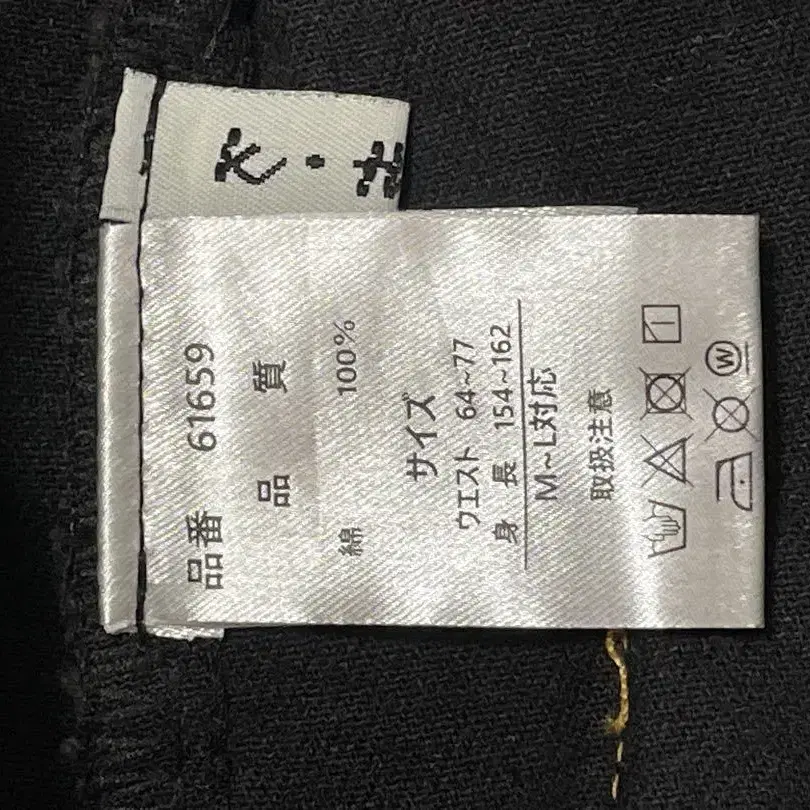 品番 61659
品 質
綿 100%
サイズ
ウエスト 64~77
身 長 154~162
M~L対応
取扱注意
W